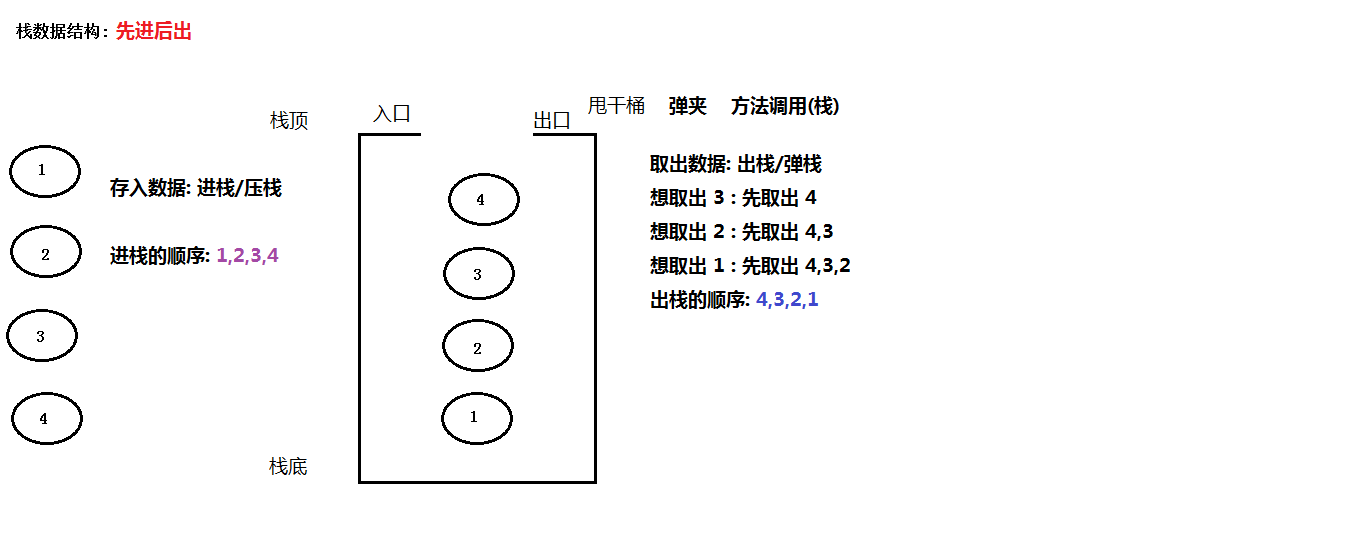 栈数据结构: 先进后出
甩干桶 弹夹 方法调用(栈)
栈顶
入口
出口
1
存入数据: 进栈/压栈
2
进栈的顺序: 1,2,3,4
3
4
4
3
2
1
栈底
取出数据: 出栈/弹栈
想取出 3 : 先取出 4
想取出 2 : 先取出 4,3
想取出 1 : 先取出 4,3,2
出栈的顺序: 4,3,2,1